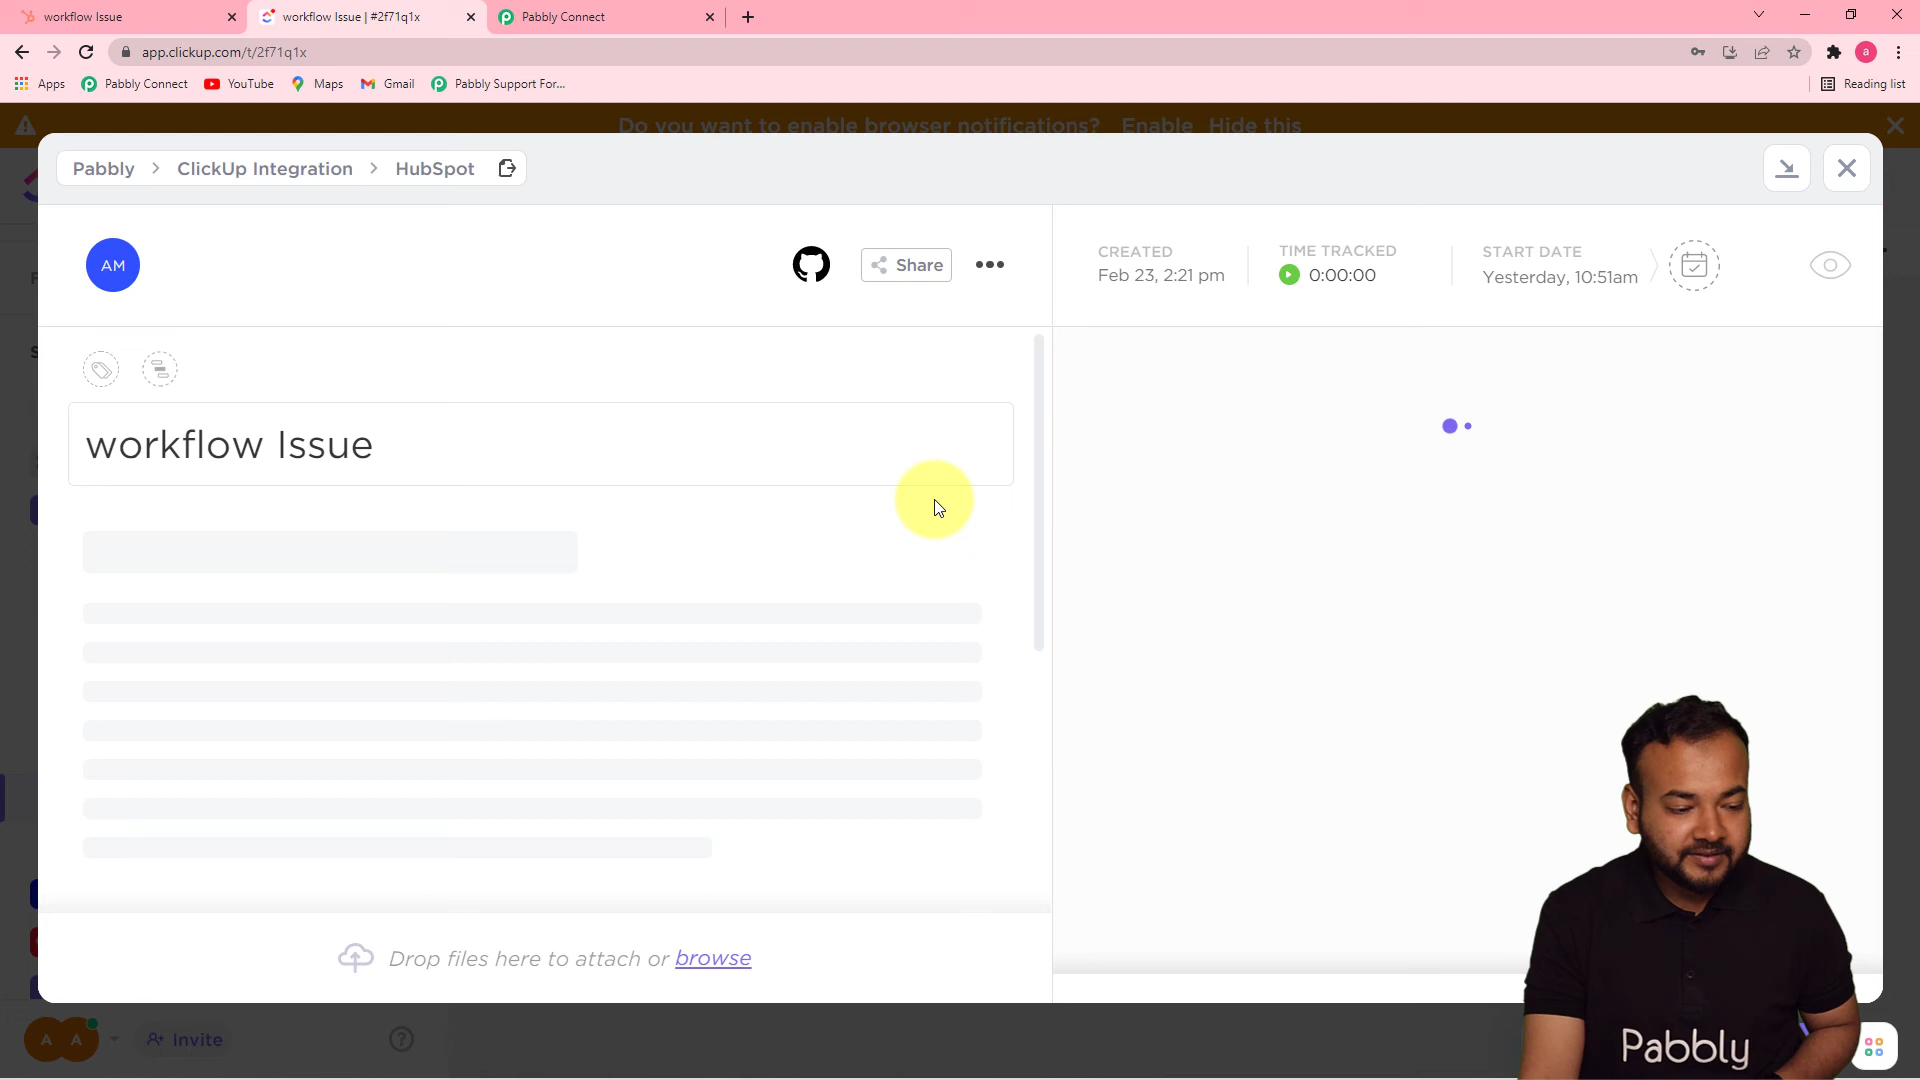 workflow Issue
workflow Issue | #2f71q1x
Pabbly Connect
app.clickup.com/t/2f71q1x
a
Apps
Pabbly Connect
YouTube
Maps
Gmail
Pabbly Support For...
Reading list
Do you want to enable browser notifications? Enable Hide this
Pabbly > ClickUp Integration > HubSpot
AM
Share
CREATED
Feb 23, 2:21 pm
TIME TRACKED
0:00:00
START DATE
Yesterday, 10:51am
workflow Issue
Drop files here to attach or browse
A A
Invite
?
Pabbly